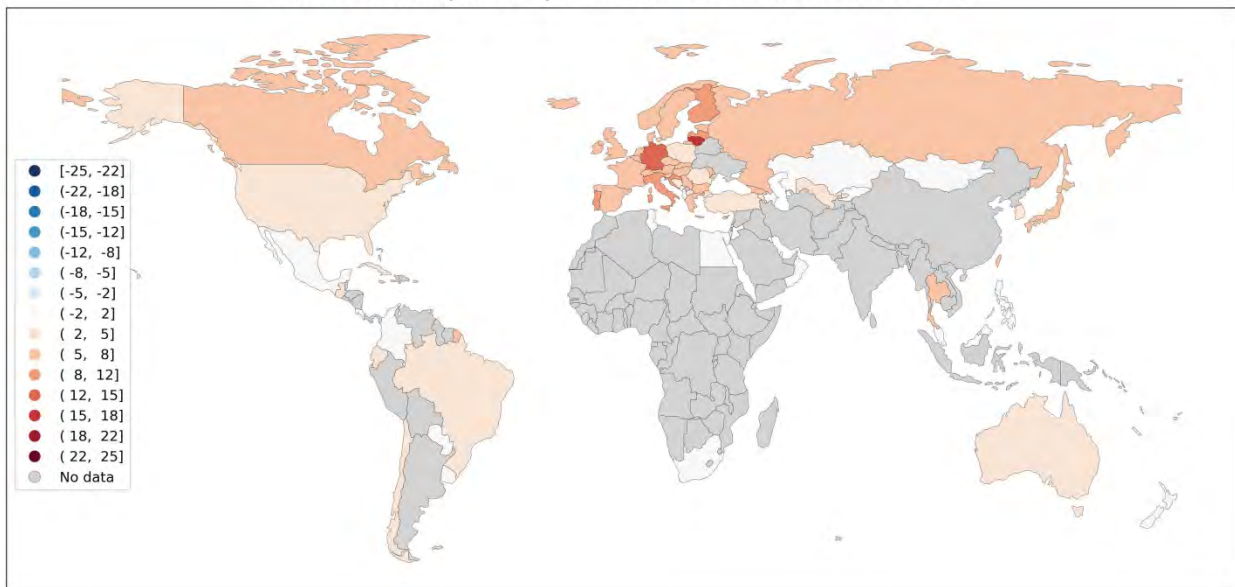 [-25, -22]
(-22, -18]
(-18, -15]
(-15, -12]
(-12, -8]
( -8, -5]
( -5, -2]
( -2, 2]
( 2, 5]
( 5, 8]
( 8, 12]
( 12, 15]
( 15, 18]
( 18, 22]
( 22, 25]
No data